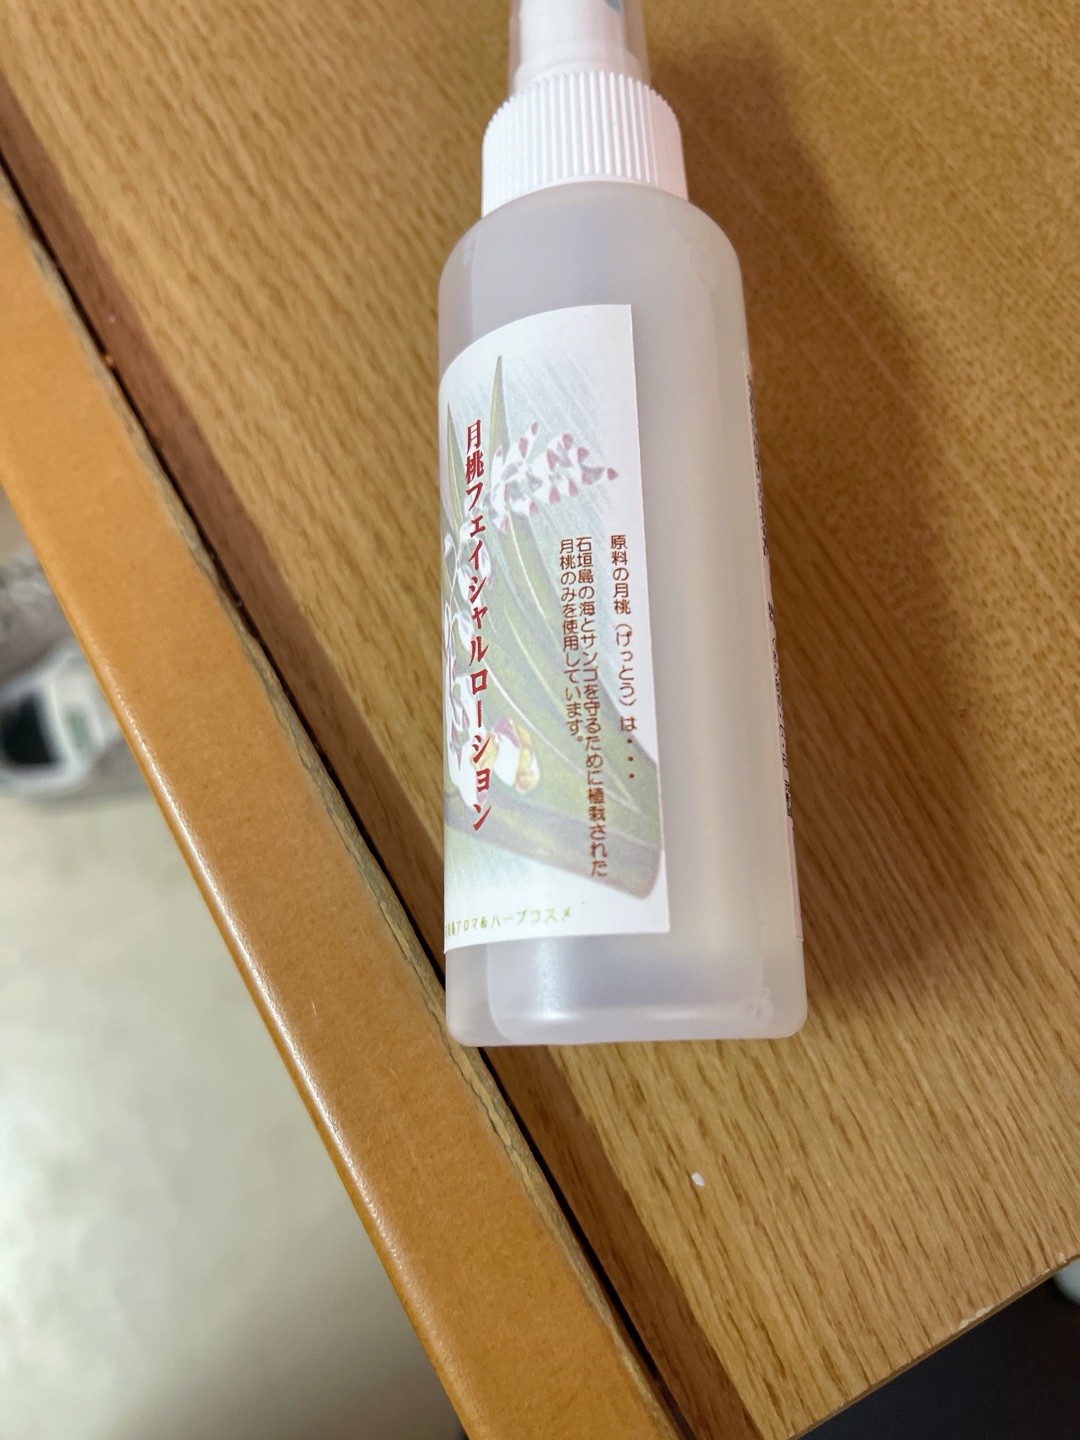 月桃フェイシャルローション
原料の月桃（げっとう）は・・・
石垣島の海とサンゴを守るために植栽された
月桃のみを使用しています。
アロマ&ハーブコスメ